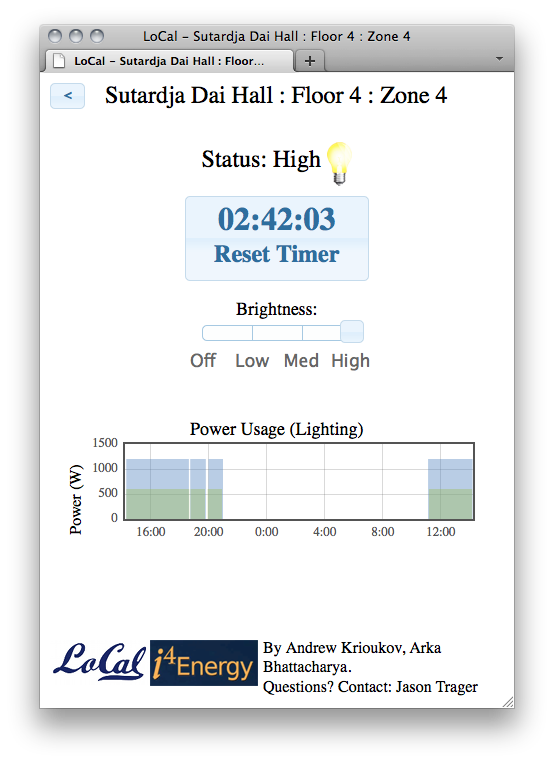 LoCal – Sutardja Dai Hall : Floor 4 : Zone 4
LoCal – Sutardja Dai Hall : Floor...
+
<
Sutardja Dai Hall : Floor 4 : Zone 4
Status: High
02:42:03
Reset Timer
Brightness:
Off Low Med High
Power Usage (Lighting)
Power (W)
1500
1000
500
0
16:00 20:00 0:00 4:00 8:00 12:00
LoCal
i4Energy
By Andrew Krioukov, Arka
Bhattacharya.
Questions? Contact: Jason Trager